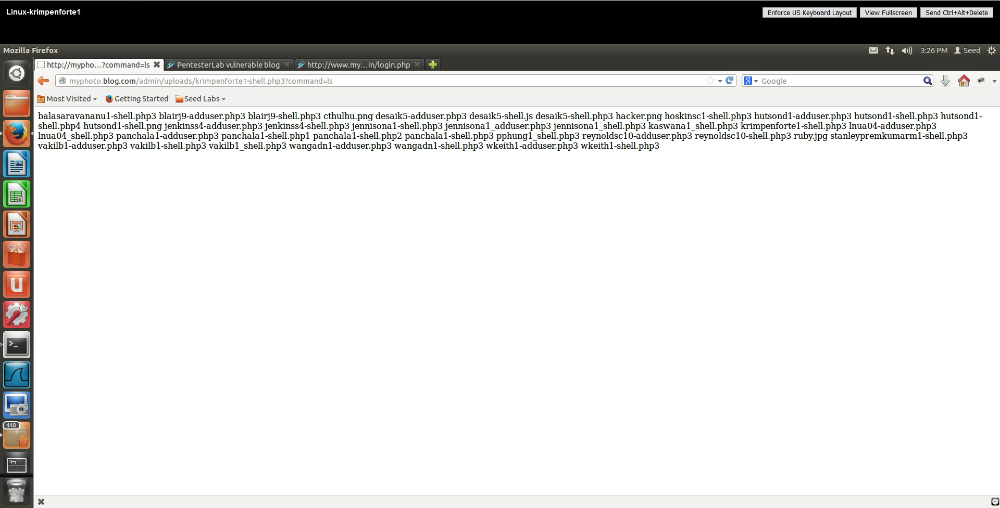 Linux-krimpenforte1
Enforce US Keyboard Layout View Fullscreen Send Ctrl+Alt+Delete
Mozilla Firefox 3:26 PM Seed
http://mypho...?command=ls PentesterLab vulnerable blog http://www.my...in/login.php
myphoto.blog.com/admin/uploads/krimpenforte1-shell.php3?command=ls 8 Google
Most Visited Getting Started Seed Labs
balasaravananu1-shell.php3 blairj9-adduser.php3 blairj9-shell.php3 cthulhu.png desaik5-adduser.php3 desaik5-shell.js desaik5-shell.php3 hacker.png hoskinsc1-shell.php3 hutsond1-adduser.php3 hutsond1-shell.php3 hutsond1-
shell.php4 hutsond1-shell.png jenkinss4-adduser.php3 jenkinss4-shell.php3 jennisona1-shell.php3 jennisona1_adduser.php3 jennisona1_shell.php3 kaswana1_shell.php3 krimpenforte1-shell.php3 lnua04-adduser.php3
lnua04_shell.php3 panchala1-adduser.php3 panchala1-shell.php1 panchala1-shell.php2 panchala1-shell.php3 pphung1_shell.php3 reynoldsc10-adduser.php3 reynoldsc10-shell.php3 ruby.jpg stanleypremkumarm1-shell.php3
vakilb1-adduser.php3 vakilb1-shell.php3 vakilb1_shell.php3 wangadn1-adduser.php3 wangadn1-shell.php3 wkeith1-adduser.php3 wkeith1-shell.php3
U
>_
448